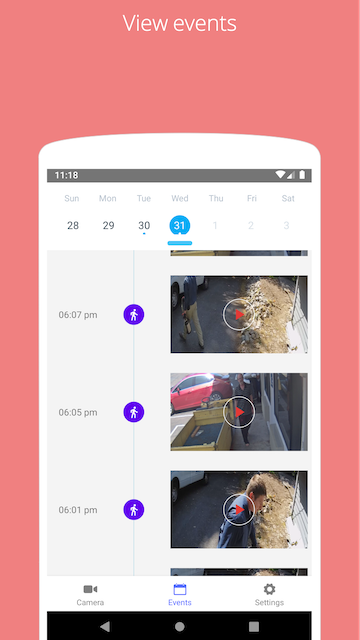 View events
11:18
Sun Mon Tue Wed Thu Fri Sat
28 29 30 31 1 2 3
06:07 pm
06:05 pm
06:01 pm
Camera Events Settings